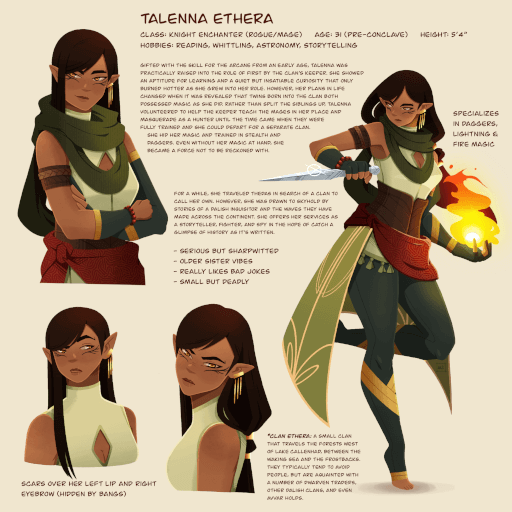 TALENNA ETHERA
CLASS: KNIGHT ENCHANTER (ROGUE/MAGE) AGE: 31 (PRE-CONCLAVE) HEIGHT: 5'4"
HOBBIES: READING, WHITTLING, ASTRONOMY, STORYTELLING
GIFTED WITH THE SKILL FOR THE ARCANE FROM AN EARLY AGE, TALENNA WAS
PRACTICALLY RAISED INTO THE ROLE OF FIRST BY THE CLAN'S KEEPER. SHE SHOWED
AN APTITUDE FOR LEARNING AND A QUIET BUT INSATIABLE CURIOSITY THAT ONLY
BURNED HOTTER AS SHE GREW INTO HER ROLE. HOWEVER, HER PLANS IN LIFE
CHANGED WHEN IT WAS REVEALED THAT TWINS BORN INTO THE CLAN BOTH
POSSESSED MAGIC AS SHE DID. RATHER THAN SPLIT THE SIBLINGS UP, TALENNA
VOLUNTEERED TO HELP THE KEEPER TEACH THE MAGES IN HER PLACE AND
MASQUERADE AS A HUNTER UNTIL THE TIME CAME WHEN THEY WERE
FULLY TRAINED AND SHE COULD DEPART FOR A SEPARATE CLAN.
SHE HID HER MAGIC AND TRAINED IN STEALTH AND
DAGGERS. EVEN WITHOUT HER MAGIC AT HAND, SHE
BECAME A FORCE NOT TO BE RECKONED WITH.
SPECIALIZES
IN DAGGERS,
LIGHTNING &
FIRE MAGIC
FOR A WHILE, SHE TRAVELED THEDAS IN SEARCH OF A CLAN TO
CALL HER OWN. HOWEVER, SHE WAS DRAWN TO SKYHOLD BY
STORIES OF A DALISH INQUISITOR AND THE WAVES THEY HAVE
MADE ACROSS THE CONTINENT. SHE OFFERS HER SERVICES AS
A STORYTELLER, FIGHTER, AND SPY IN THE HOPE OF CATCH A
GLIMPSE OF HISTORY AS IT'S WRITTEN.
- SERIOUS BUT SHARPWITTED
- OLDER SISTER VIBES
- REALLY LIKES BAD JOKES
- SMALL BUT DEADLY
*CLAN ETHERA: A SMALL CLAN
THAT TRAVELS THE FORESTS WEST
OF LAKE CALLENHAD, BETWEEN THE
WAKING SEA AND THE FROSTBACKS.
THEY TYPICALLY TEND TO AVOID
PEOPLE, BUT ARE AQUAINTED WITH
A NUMBER OF DWARVEN TRADERS,
OTHER DALISH CLANS, AND EVEN
AVVAR HOLDS.
SCARS OVER HER LEFT LIP AND RIGHT
EYEBROW (HIDDEN BY BANGS)